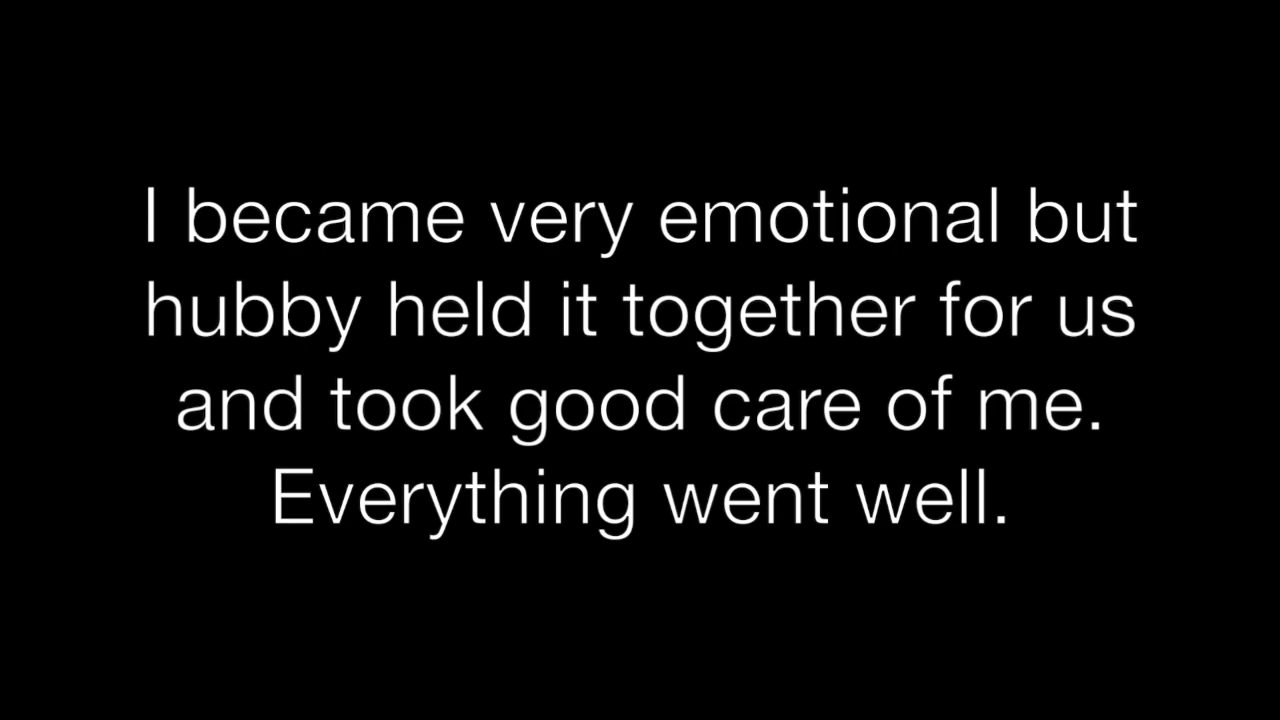 I became very emotional but
hubby held it together for us
and took good care of me.
Everything went well.